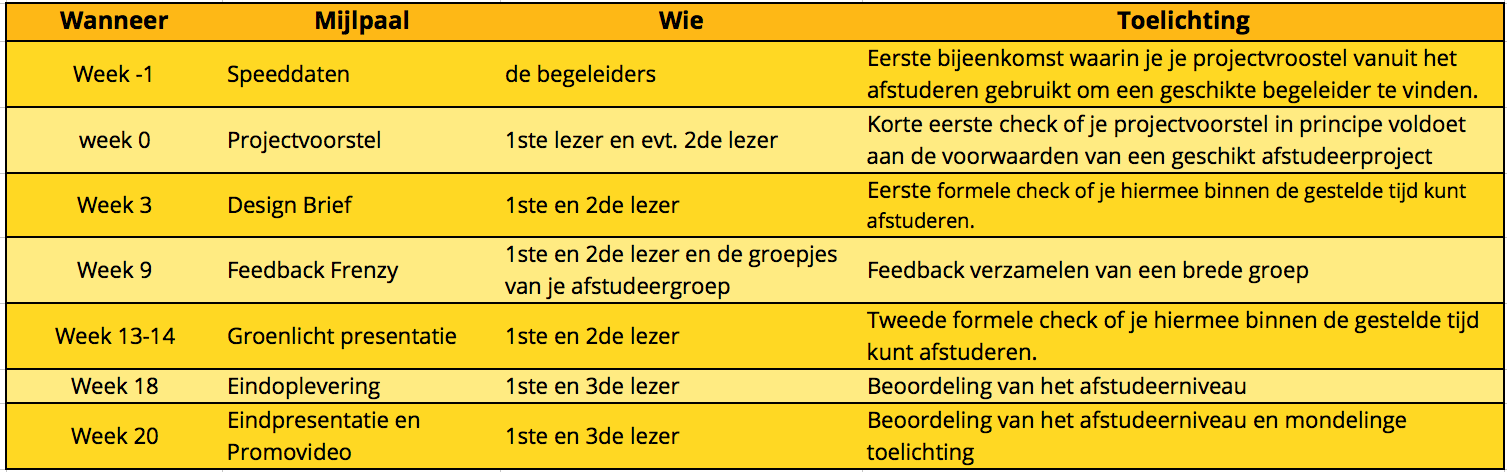 Wanneer Mijlpaal Wie Toelichting
Week -1 Speeddaten de begeleiders Eerste bijeenkomst waarin je je projectvroostel vanuit het
afstuderen gebruikt om een geschikte begeleider te vinden.
week 0 Projectvoorstel 1ste lezer en evt. 2de lezer Korte eerste check of je projectvoorstel in principe voldoet
aan de voorwaarden van een geschikt afstudeerproject
Week 3 Design Brief 1ste en 2de lezer Eerste formele check of je hiermee binnen de gestelde tijd kunt
afstuderen.
Week 9 Feedback Frenzy 1ste en 2de lezer en de groepjes
van je afstudeergroep Feedback verzamelen van een brede groep
Week 13-14 Groenlicht presentatie 1ste en 2de lezer Tweede formele check of je hiermee binnen de gestelde tijd
kunt afstuderen.
Week 18 Eindoplevering 1ste en 3de lezer Beoordeling van het afstudeerniveau
Week 20 Eindpresentatie en
Promovideo 1ste en 3de lezer Beoordeling van het afstudeerniveau en mondelinge
toelichting